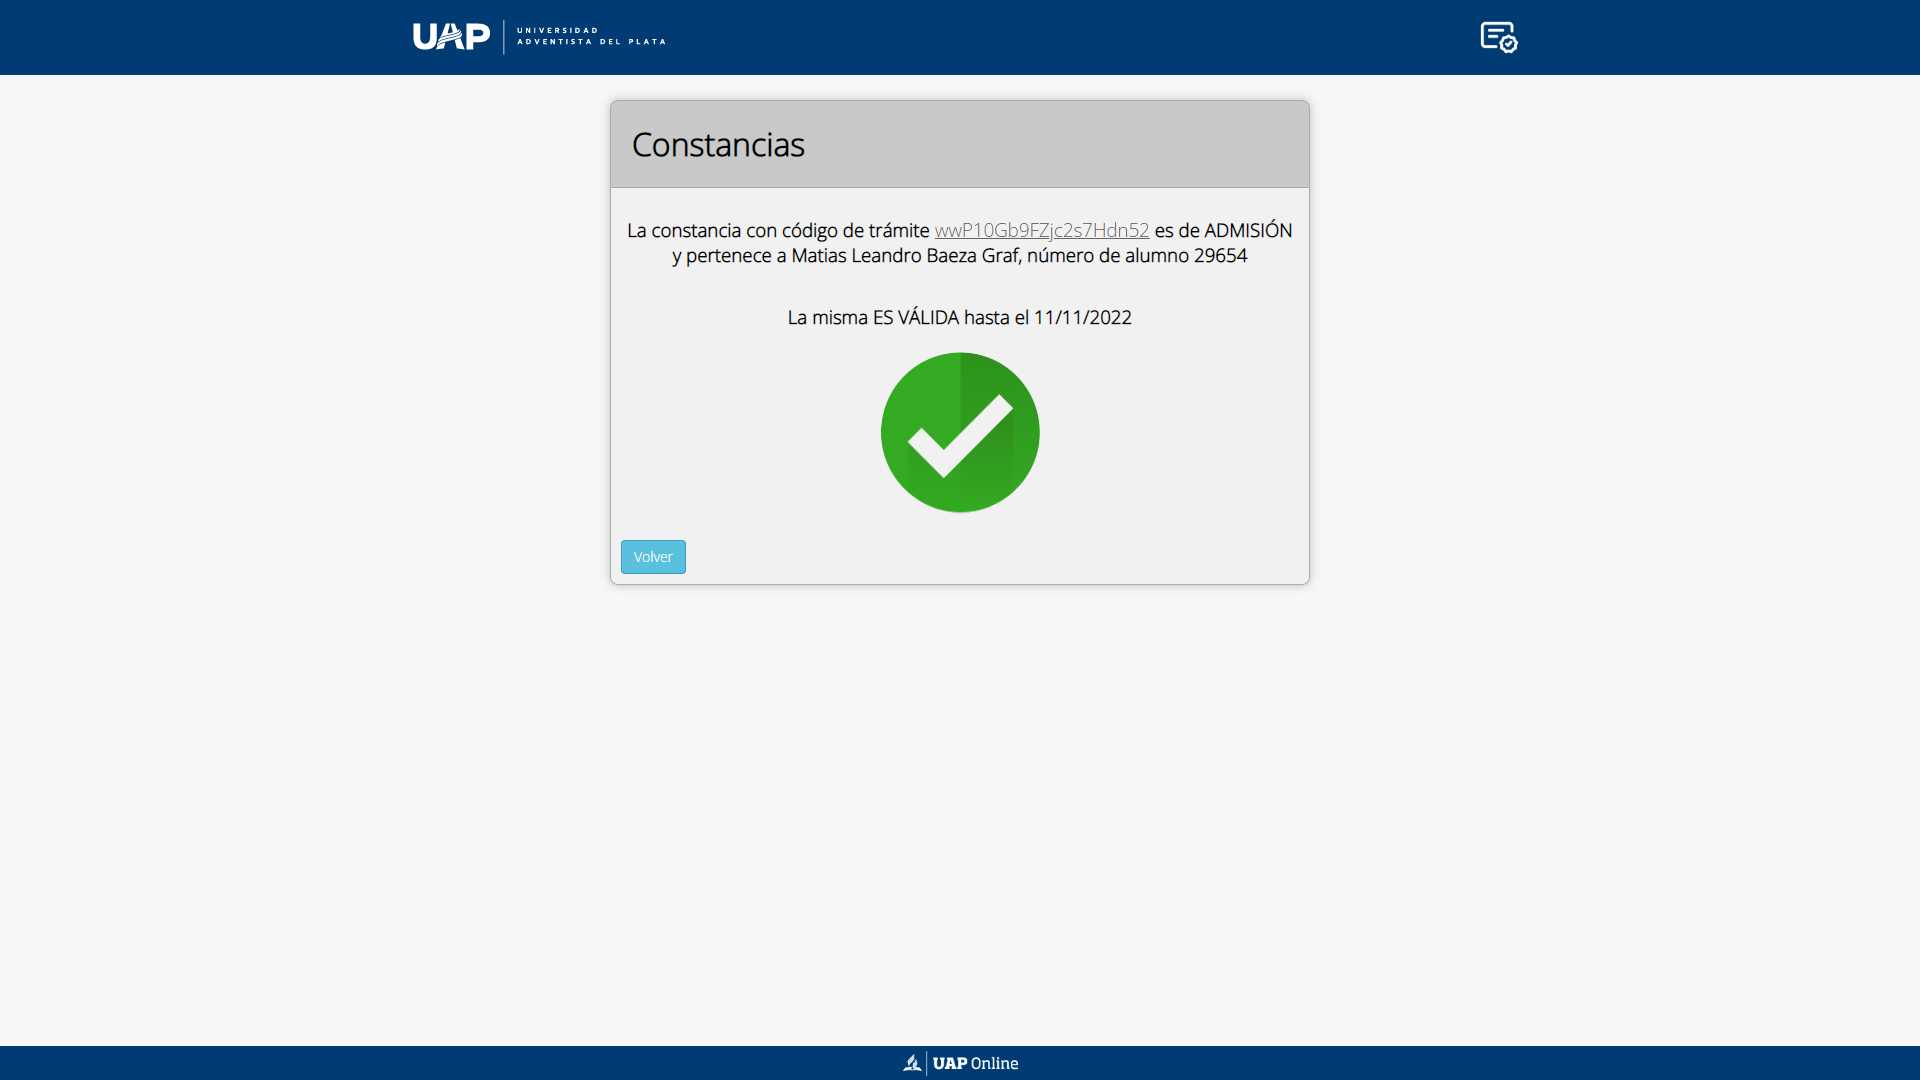 UAP
UNIVERSIDAD
ADVENTISTA DEL PLATA
Constancias
La constancia con código de trámite wwP10Gb9FZjc2s7Hdn52 es de ADMISIÓN
y pertenece a Matias Leandro Baeza Graf, número de alumno 29654
La misma ES VÁLIDA hasta el 11/11/2022
Volver
UAP Online